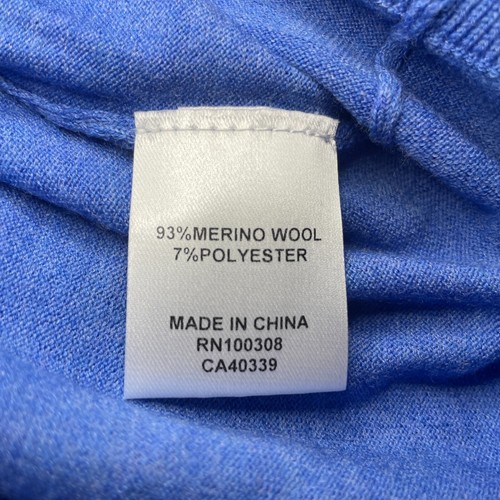 93%MERINO WOOL
7%POLYESTER
MADE IN CHINA
RN100308
CA40339